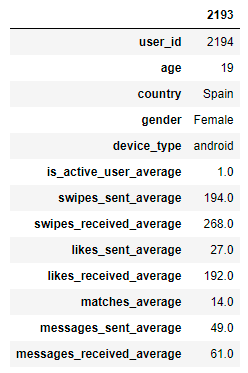 2193
user_id 2194
age 19
country Spain
gender Female
device_type android
is_active_user_average 1.0
swipes_sent_average 194.0
swipes_received_average 268.0
likes_sent_average 27.0
likes_received_average 192.0
matches_average 14.0
messages_sent_average 49.0
messages_received_average 61.0